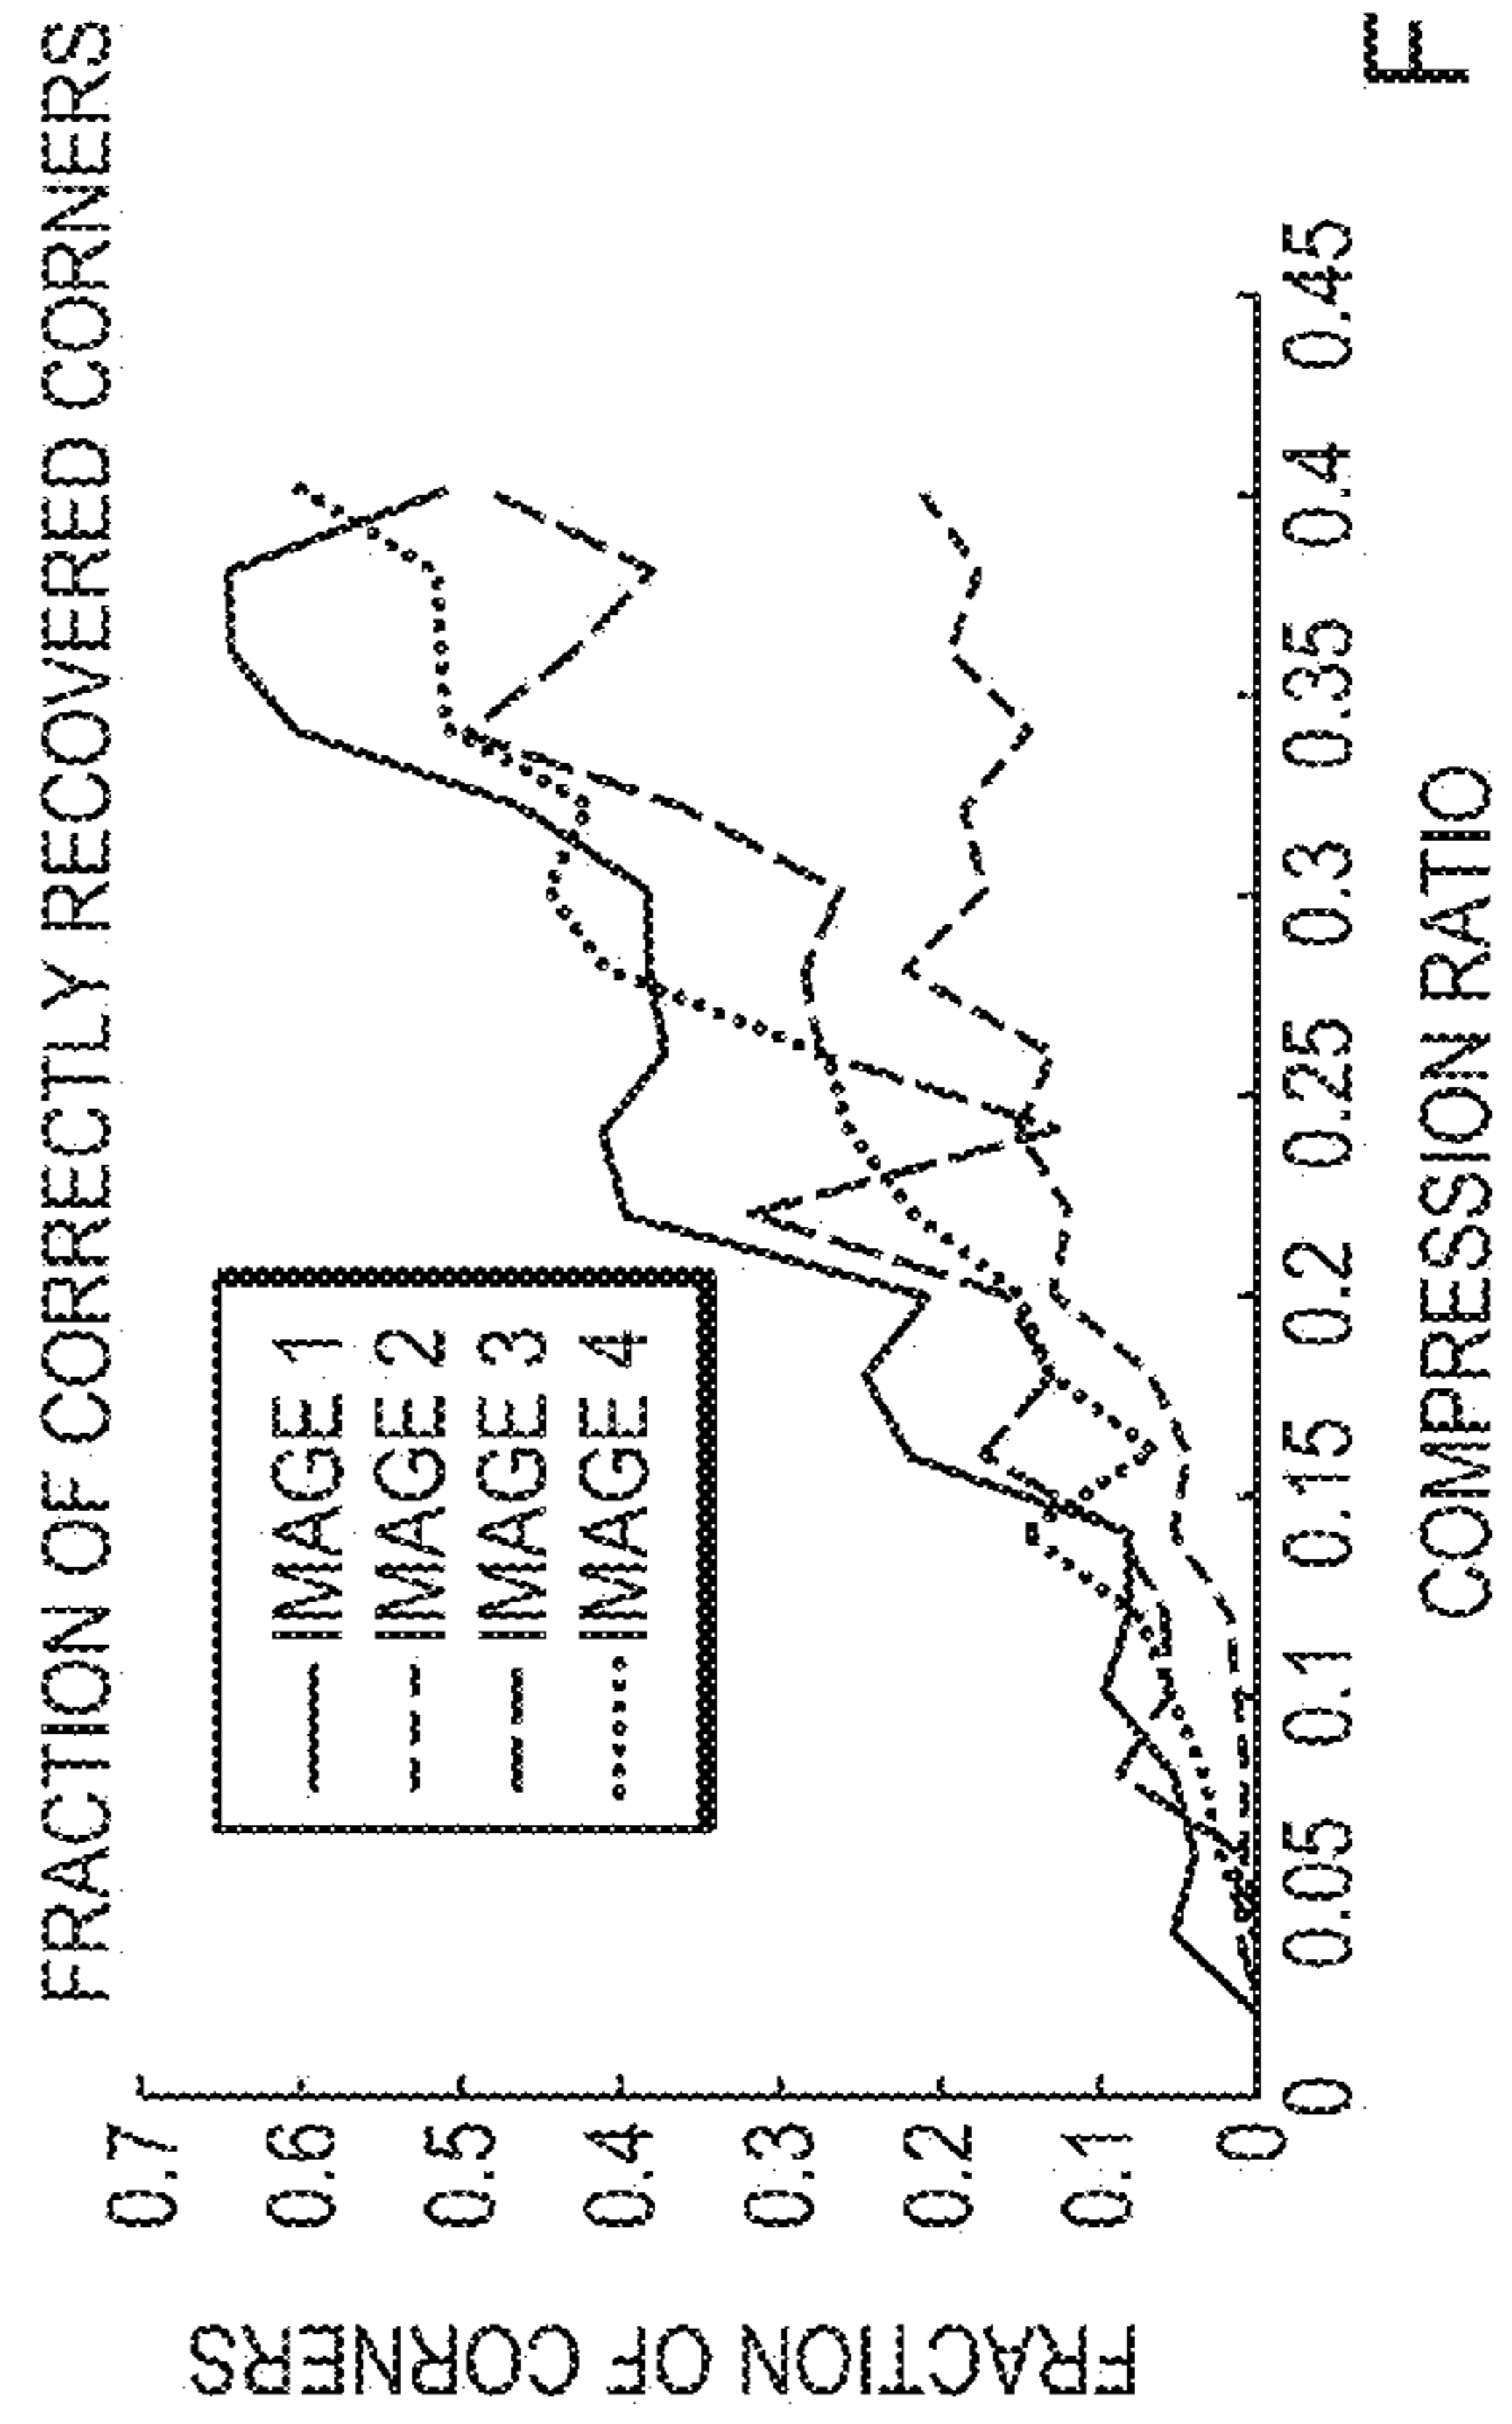 FRACTION OF CORRECTLY RECOVERED CORNERS
FRACTION OF CORNERS
0.7
0.6
0.5
0.4
0.3
0.2
0.1
0
IMAGE 1
IMAGE 2
IMAGE 3
IMAGE 4
0 0.05 0.1 0.15 0.2 0.25 0.3 0.35 0.4 0.45
COMPRESSION RATIO
F